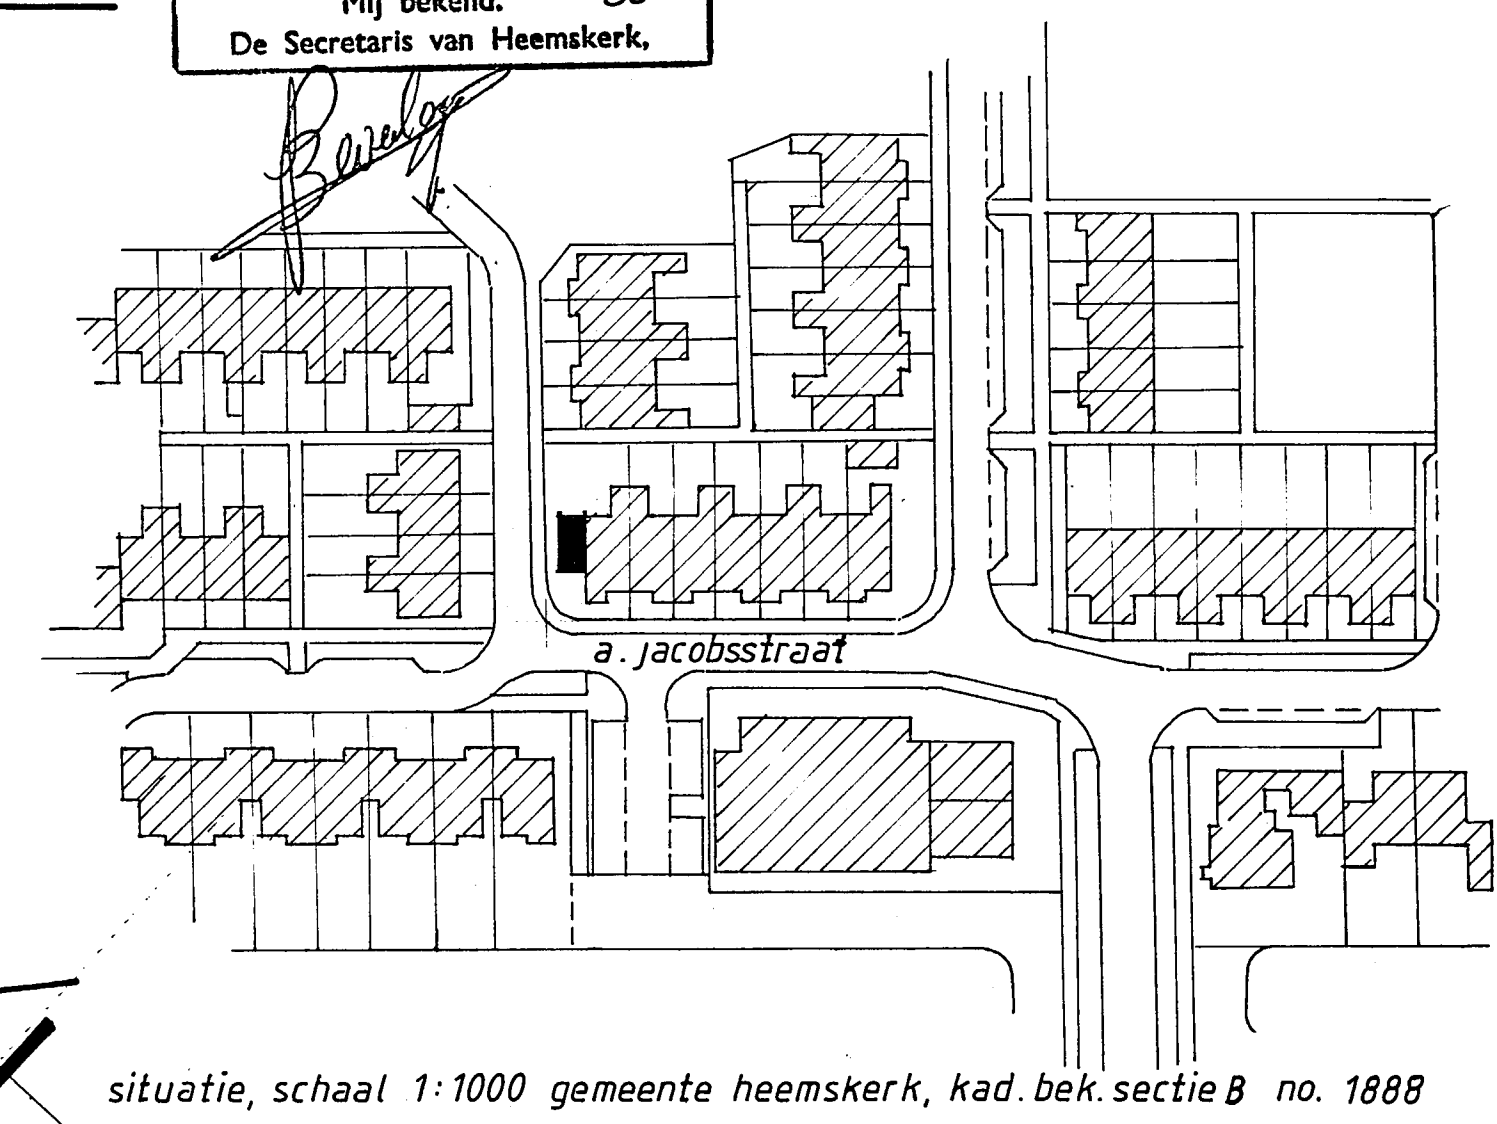 Mij bekend.
De Secretaris van Heemskerk,
a. jacobsstraat
situatie, schaal 1:1000 gemeente heemskerk, kad. bek. sectie B no. 1888